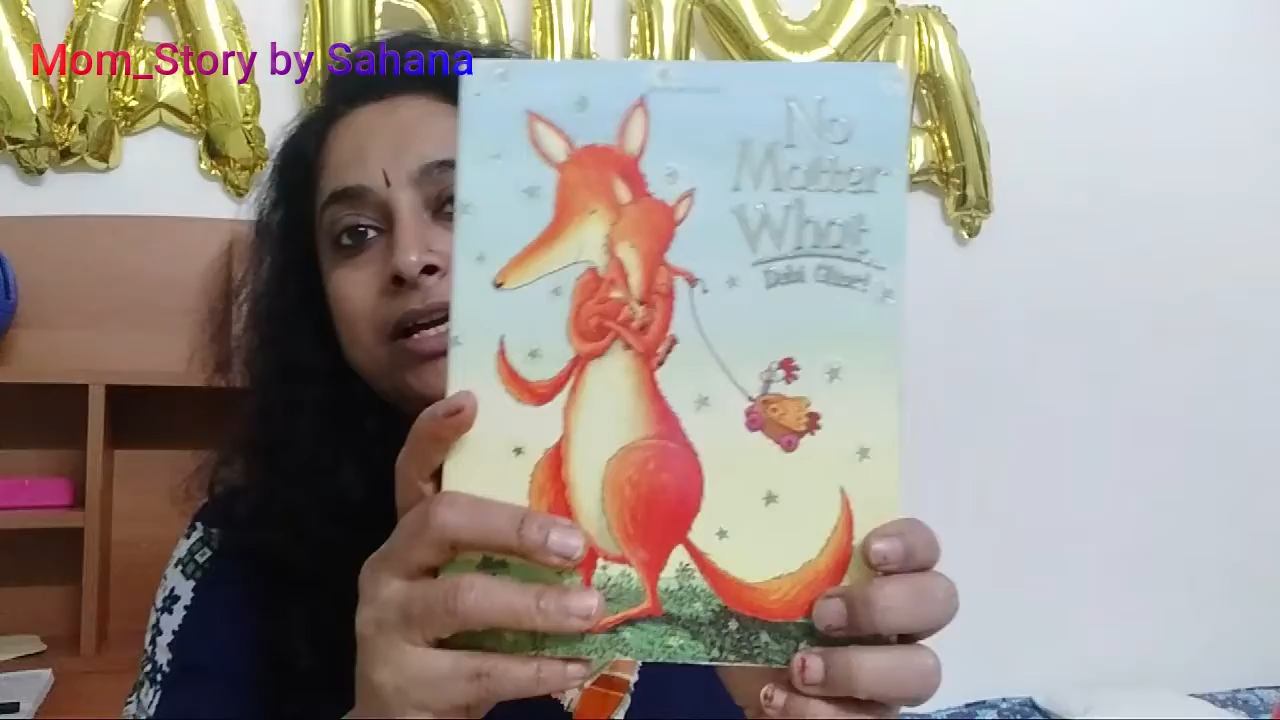 Mom_Story by Sahana
No
Matter
What
Debi Gliori